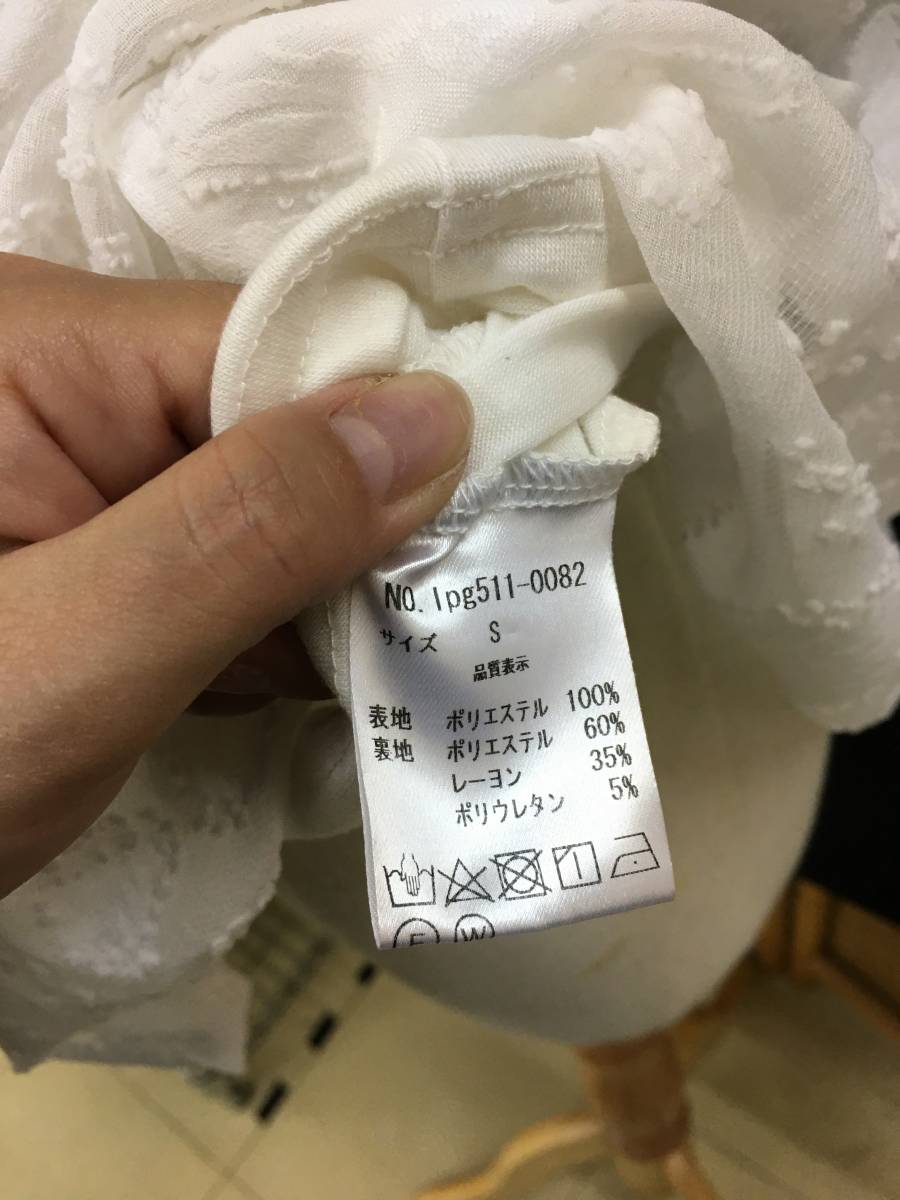 NO. lpg511-0082
サイズ S
品質表示
表地 ポリエステル 100%
裏地 ポリエステル 60%
レーヨン 35%
ポリウレタン 5%
F W